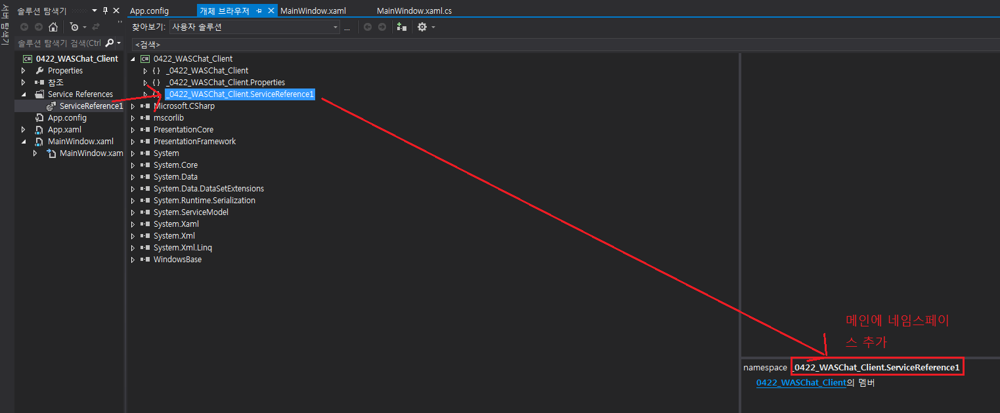 서버 탐색기
솔루션 탐색기
App.config
개체 브라우저
MainWindow.xaml
MainWindow.xaml.cs
찾아보기:
사용자 솔루션
...
솔루션 탐색기 검색(Ctrl
<검색>
0422_WASChat_Client
Properties
참조
Service References
ServiceReference1
App.config
App.xaml
MainWindow.xaml
MainWindow.xam
0422_WASChat_Client
{ } _0422_WASChat_Client
{ } _0422_WASChat_Client.Properties
_0422_WASChat_Client.ServiceReference1
Microsoft.CSharp
mscorlib
PresentationCore
PresentationFramework
System
System.Core
System.Data
System.Data.DataSetExtensions
System.Runtime.Serialization
System.ServiceModel
System.Xaml
System.Xml
System.Xml.Linq
WindowsBase
메인에 네임스페이
스 추가
namespace _0422_WASChat_Client.ServiceReference1
0422_WASChat_Client의 멤버